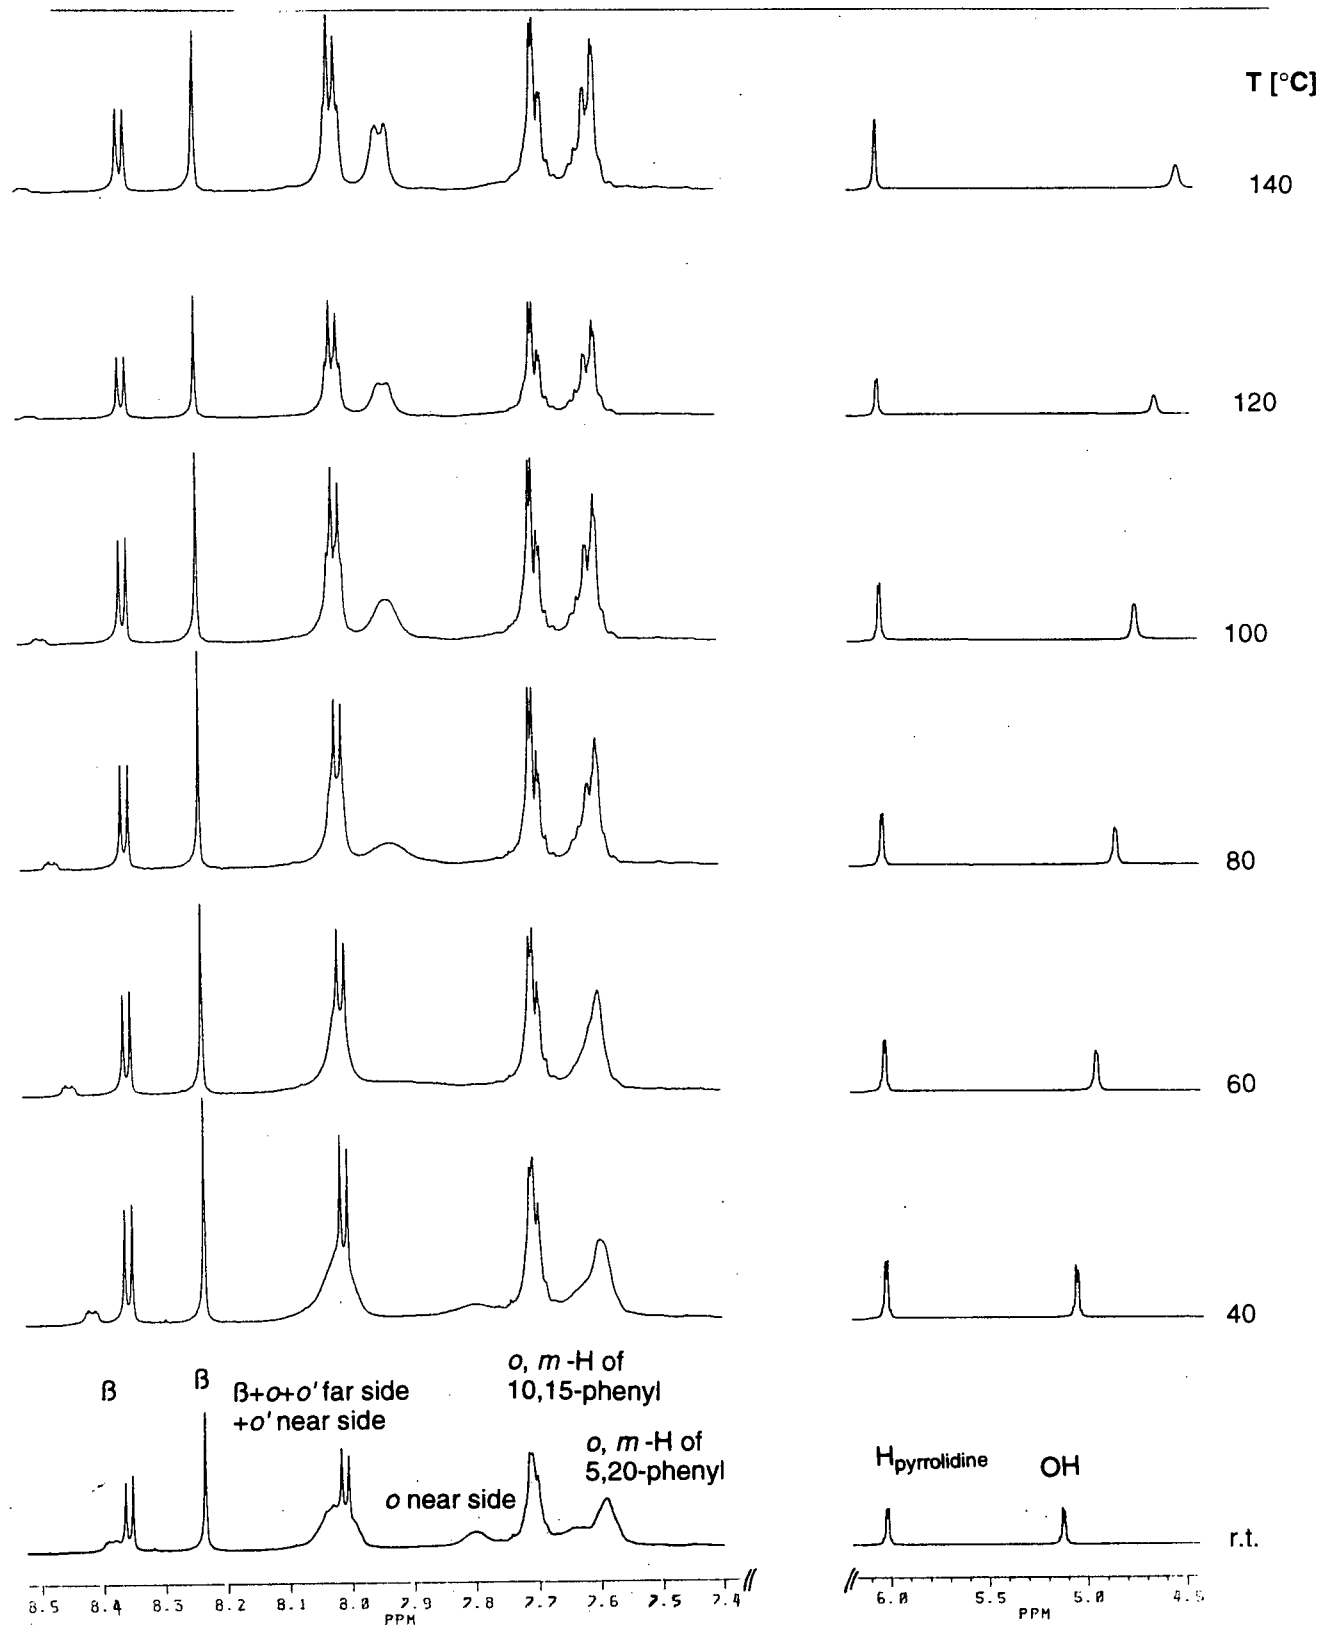 T [°C]
140
120
100
80
60
40
o, m -H of
10,15-phenyl
ß
ß
ß+o+o' far side
+o' near side
o, m -H of
5,20-phenyl
o near side
Hpyrrolidine
OH
r.t.
8.5 8.4 8.3 8.2 8.1 8.0 7.9 7.8 7.7 7.6 7.5 7.4
PPM
6.0 5.5 5.0 4.5
PPM